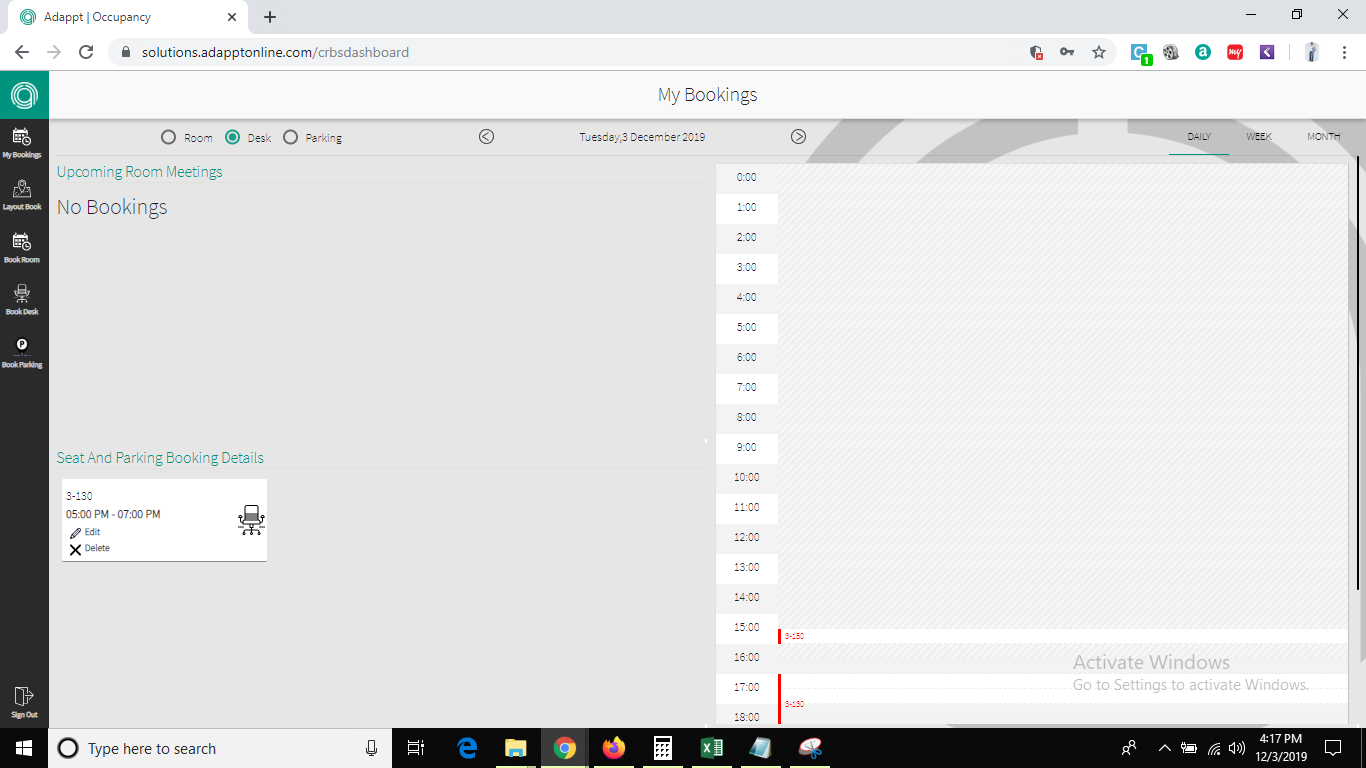 Adappt | Occupancy
solutions.adapptonline.com/crbsdashboard
1
my
My Bookings
Room
Desk
Parking
Tuesday,3 December 2019
DAILY
WEEK
MONTH
My Bookings
Layout Book
Book Room
Book Desk
P
Book Parking
Sign Out
Upcoming Room Meetings
No Bookings
Seat And Parking Booking Details
3-130
05:00 PM - 07:00 PM
Edit
Delete
0:00
1:00
2:00
3:00
4:00
5:00
6:00
7:00
8:00
9:00
10:00
11:00
12:00
13:00
14:00
15:00
3-150
16:00
17:00
3-130
18:00
Activate Windows
Go to Settings to activate Windows.
Type here to search
4:17 PM
12/3/2019